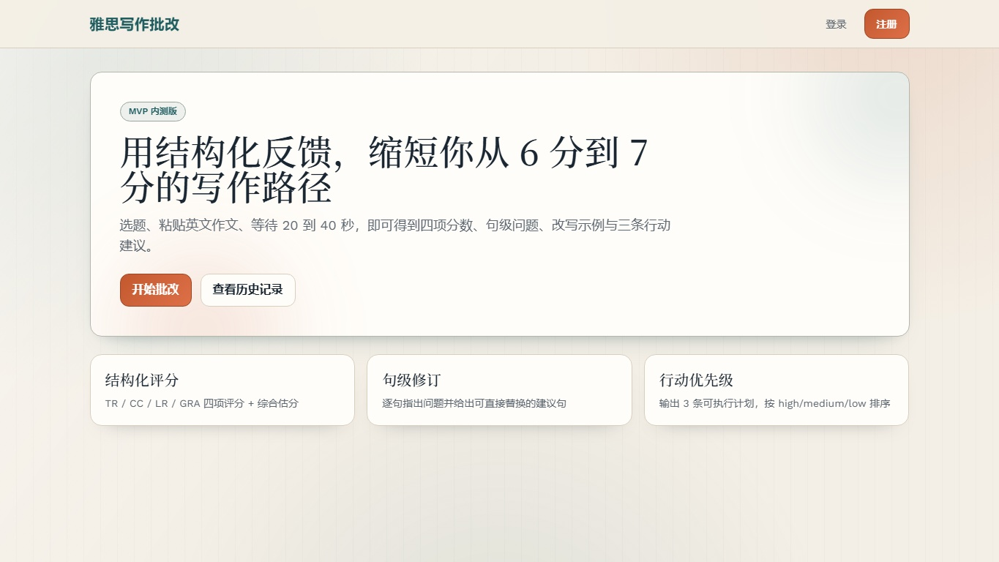 雅思写作批改
登录
注册
MVP 内测版
用结构化反馈，缩短你从 6 分到 7
分的写作路径
选题、粘贴英文作文、等待 20 到 40 秒，即可得到四项分数、句级问题、改写示例与三条行动
建议。
开始批改
查看历史记录
结构化评分
TR / CC / LR / GRA 四项评分 + 综合估分
句级修订
逐句指出问题并给出可直接替换的建议句
行动优先级
输出 3 条可执行计划，按 high/medium/low 排序